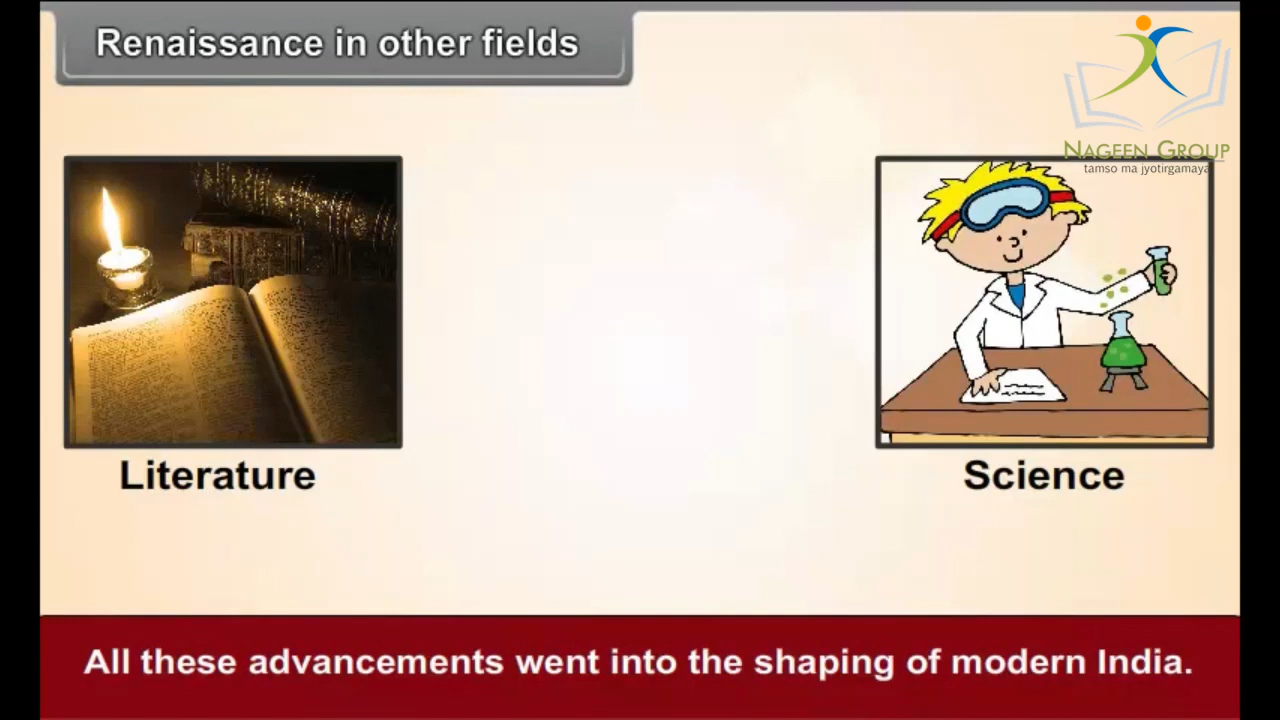 Renaissance in other fields
NAGEEN GROUP
tamso ma jyotirgamaya
Literature
Science
All these advancements went into the shaping of modern India.